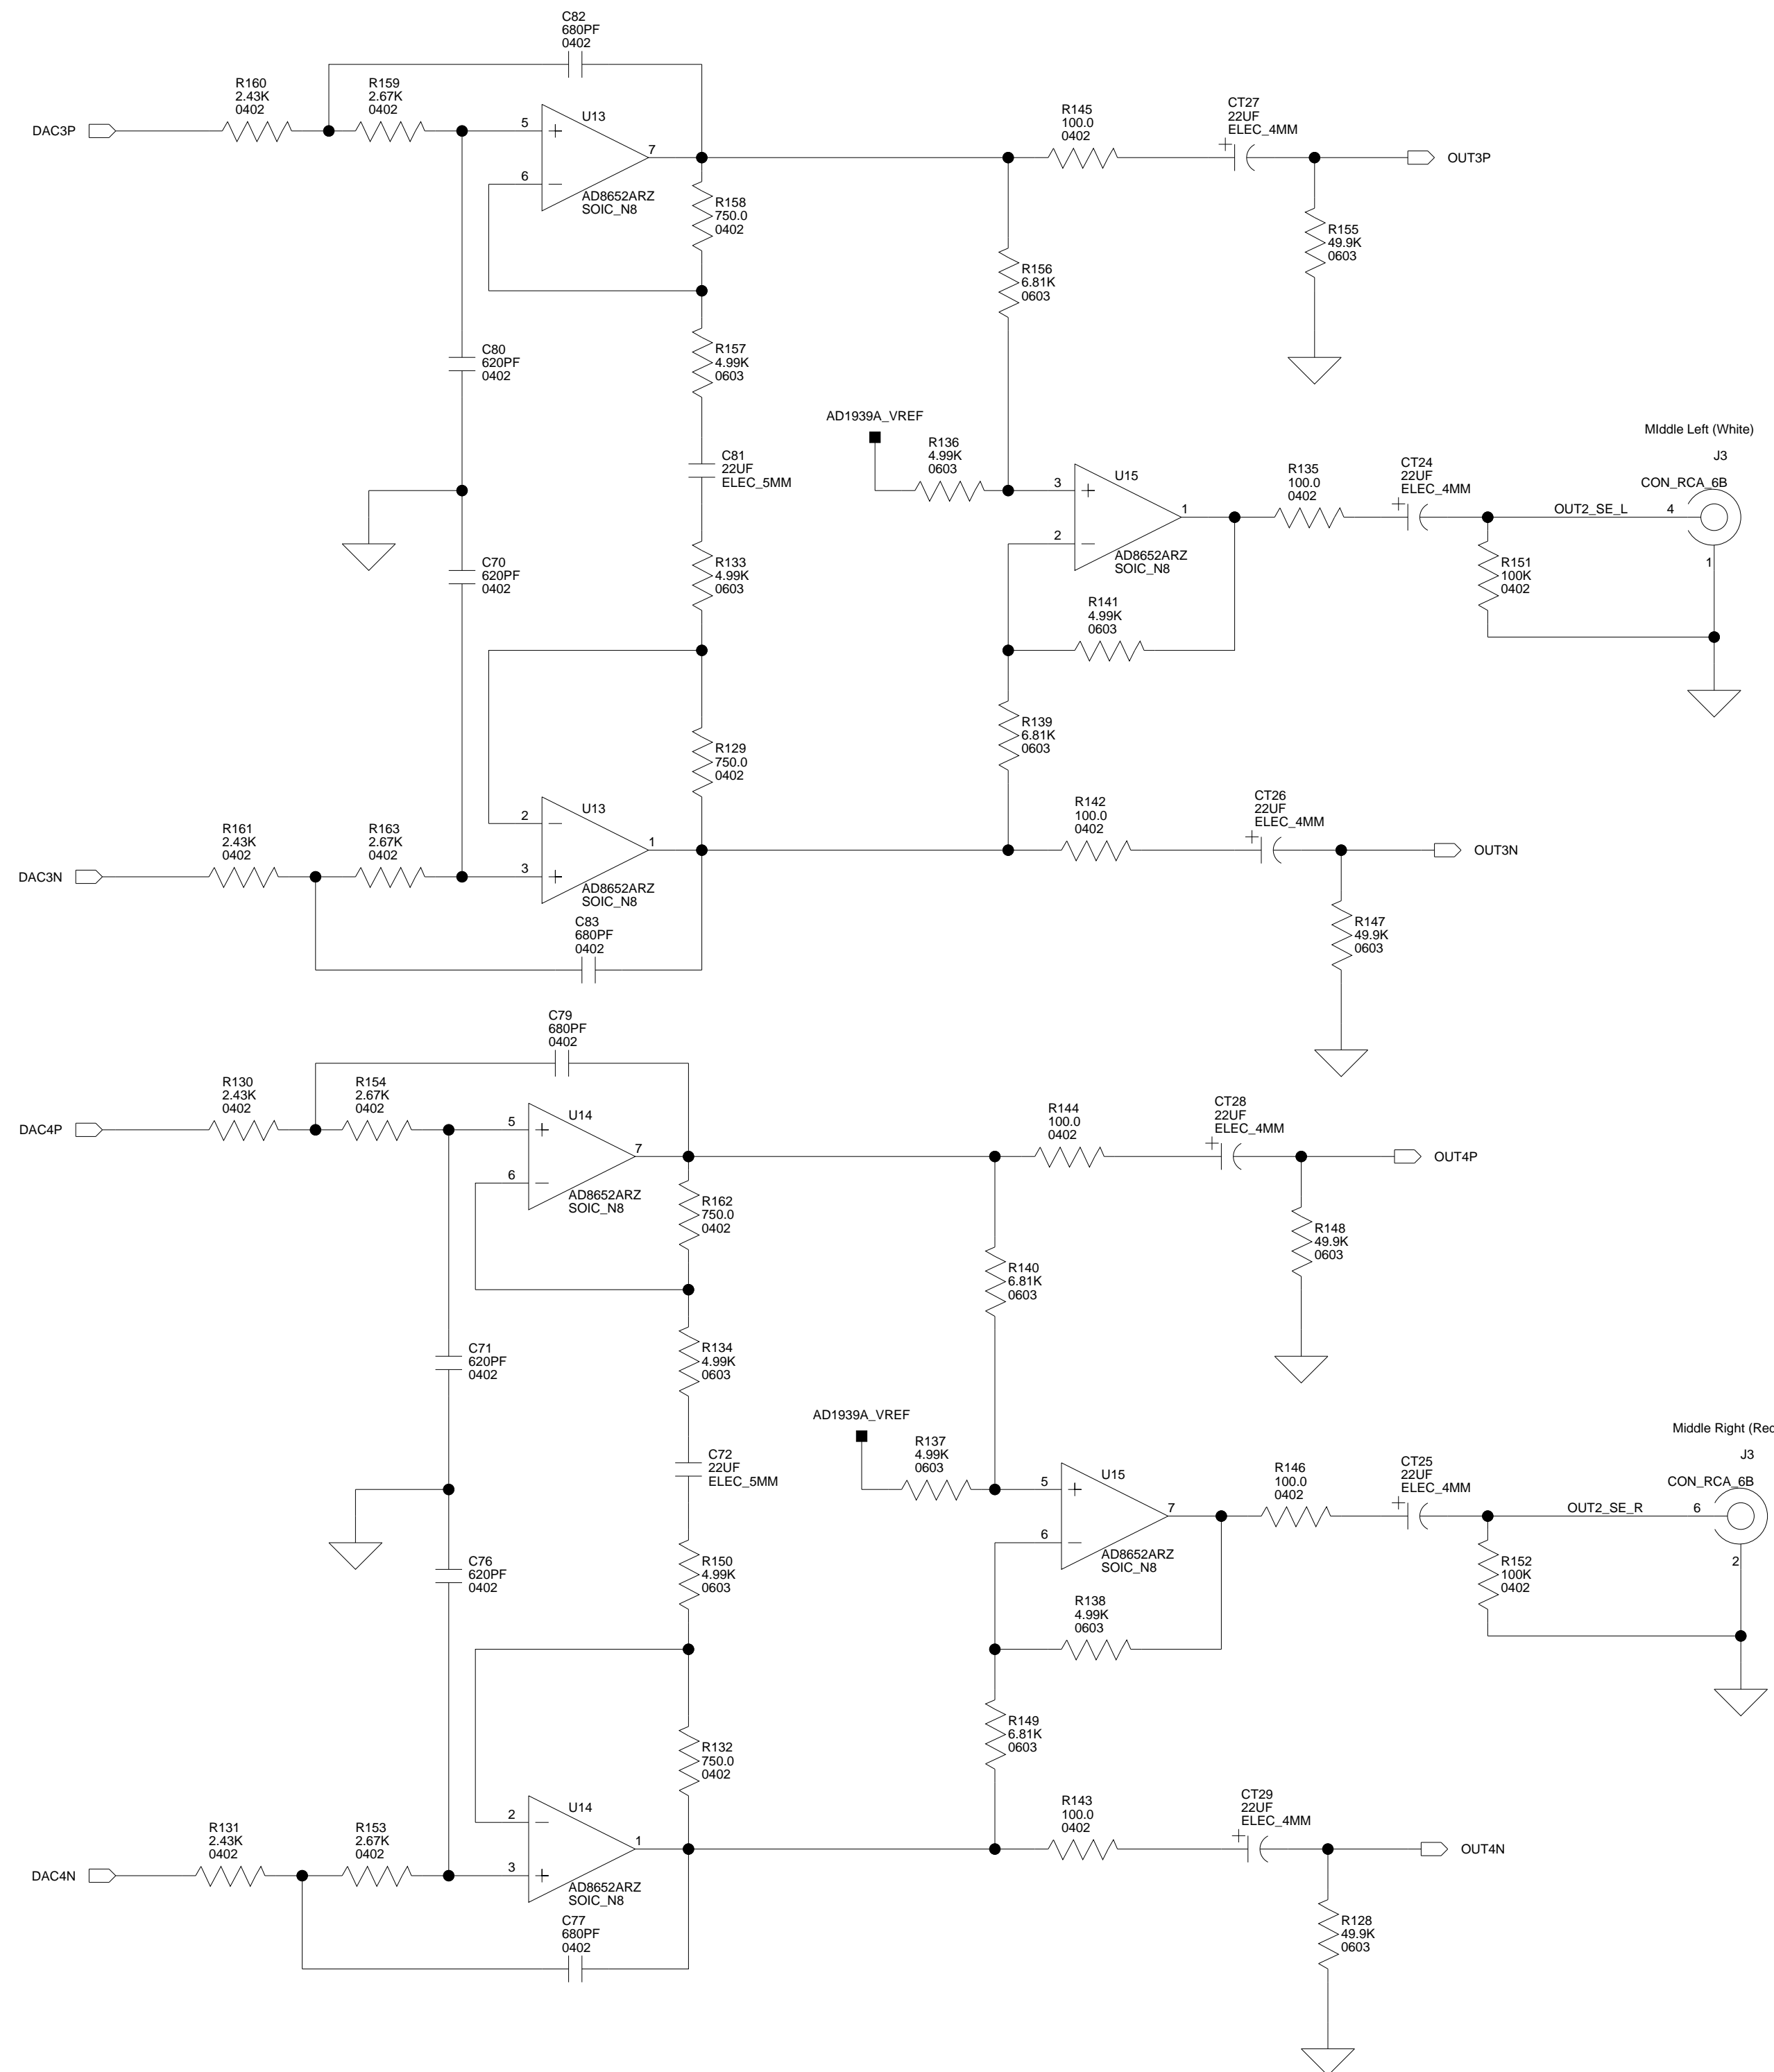 C82
680PF
0402
R160
2.43K
0402
R159
2.67K
0402
DAC3P
5
6
7
U13
AD8652ARZ
SOIC_N8
R158
750.0
0402
R145
100.0
0402
CT27
22UF
ELEC_4MM
OUT3P
R155
49.9K
0603
R156
6.81K
0603
C80
620PF
0402
R157
4.99K
0603
AD1939A_VREF
R136
4.99K
0603
C81
22UF
ELEC_5MM
C70
620PF
0402
R133
4.99K
0603
3
2
1
U15
AD8652ARZ
SOIC_N8
R135
100.0
0402
CT24
22UF
ELEC_4MM
MIddle Left (White)
J3
CON_RCA_6B
OUT2_SE_L
4
1
R151
100K
0402
R141
4.99K
0603
R139
6.81K
0603
R129
750.0
0402
R161
2.43K
0402
R163
2.67K
0402
DAC3N
2
3
1
U13
AD8652ARZ
SOIC_N8
C83
680PF
0402
R142
100.0
0402
CT26
22UF
ELEC_4MM
OUT3N
R147
49.9K
0603
C79
680PF
0402
R130
2.43K
0402
R154
2.67K
0402
DAC4P
5
6
7
U14
AD8652ARZ
SOIC_N8
R162
750.0
0402
R144
100.0
0402
CT28
22UF
ELEC_4MM
OUT4P
R148
49.9K
0603
R140
6.81K
0603
C71
620PF
0402
R134
4.99K
0603
AD1939A_VREF
R137
4.99K
0603
C72
22UF
ELEC_5MM
C76
620PF
0402
R150
4.99K
0603
5
6
7
U15
AD8652ARZ
SOIC_N8
R146
100.0
0402
CT25
22UF
ELEC_4MM
Middle Right (Rec
J3
CON_RCA_6B
OUT2_SE_R
6
2
R152
100K
0402
R138
4.99K
0603
R149
6.81K
0603
R132
750.0
0402
R131
2.43K
0402
R153
2.67K
0402
DAC4N
2
3
1
U14
AD8652ARZ
SOIC_N8
C77
680PF
0402
R143
100.0
0402
CT29
22UF
ELEC_4MM
OUT4N
R128
49.9K
0603